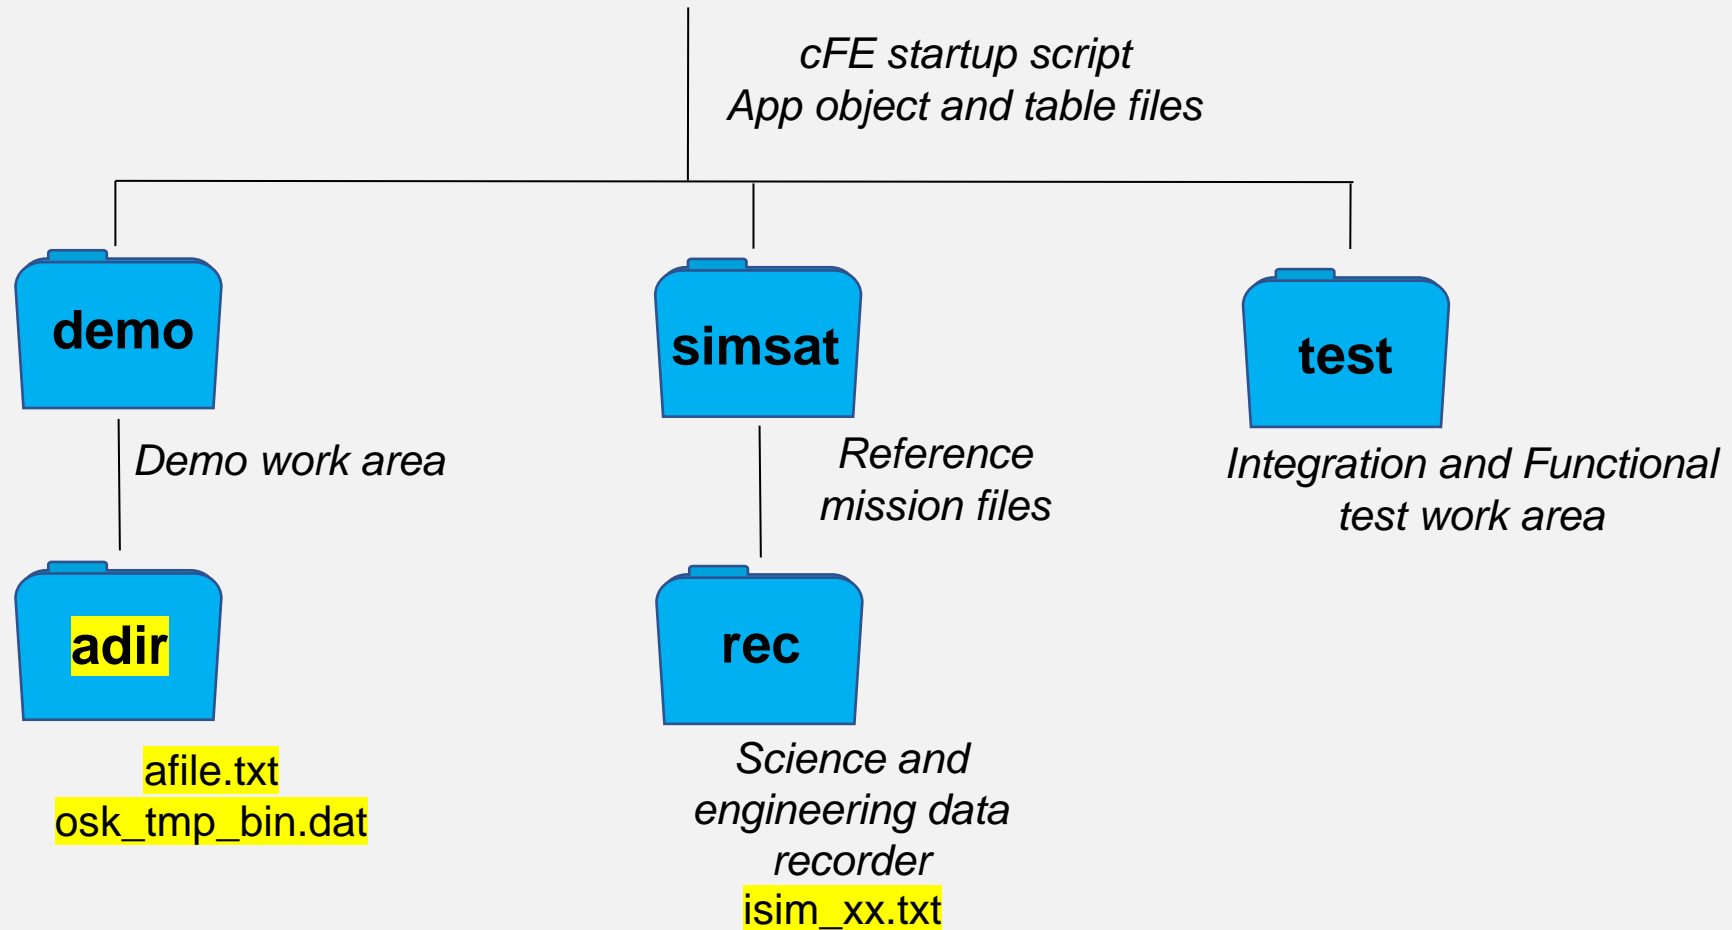 cFE startup script
App object and table files
demo
simsat
test
Demo work area
Reference
mission files
Integration and Functional
test work area
adir
rec
afile.txt
osk_tmp_bin.dat
Science and
engineering data
recorder
isim_xx.txt